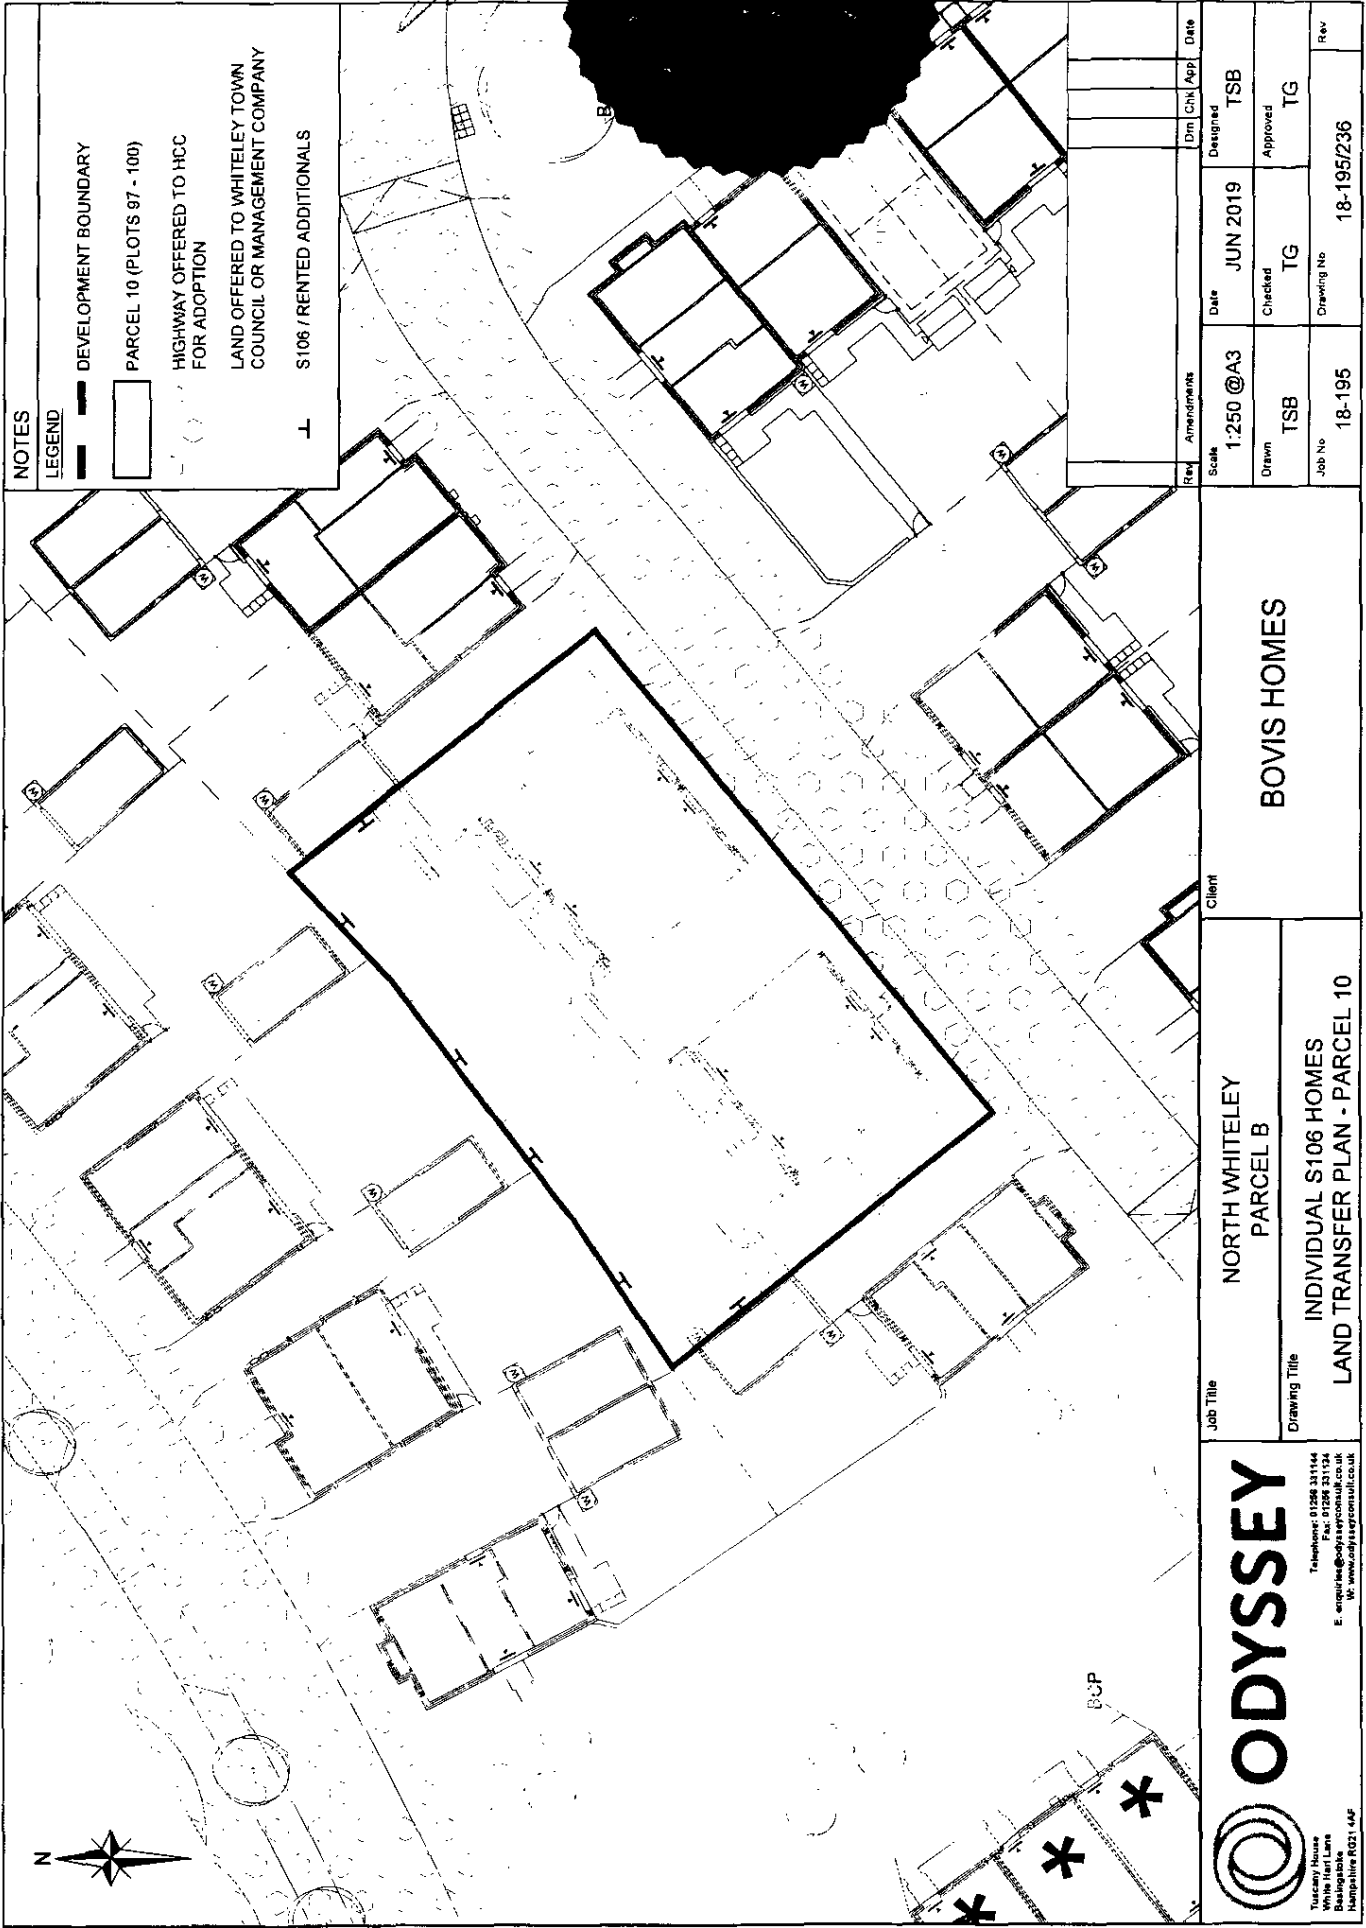 NOTES
LEGEND
DEVELOPMENT BOUNDARY
PARCEL 10 (PLOTS 97 - 100)
HIGHWAY OFFERED TO HCC
FOR ADOPTION
LAND OFFERED TO WHITELEY TOWN
COUNCIL OR MANAGEMENT COMPANY
S106 / RENTED ADDITIONALS
N
B
BCP
W
W
W
W
W
W
W
W
W
W
W
Rev Amendments Drn Chk App Date
ODYSSEY
Tuscany House
White Hart Lane
Basingstoke
Hampshire RG21 4AF
Telephone: 01256 331144
Fax: 01256 331134
E. enquiries@odysseyconsult.co.uk
W: www.odysseyconsult.co.uk
Job Title
NORTH WHITELEY
PARCEL B
Drawing Title
INDIVIDUAL S106 HOMES
LAND TRANSFER PLAN - PARCEL 10
Client
BOVIS HOMES
Scale
1:250 @A3
Date
JUN 2019
Designed
TSB
Drawn
TSB
Checked
TG
Approved
TG
Job No
18-195
Drawing No
18-195/236
Rev